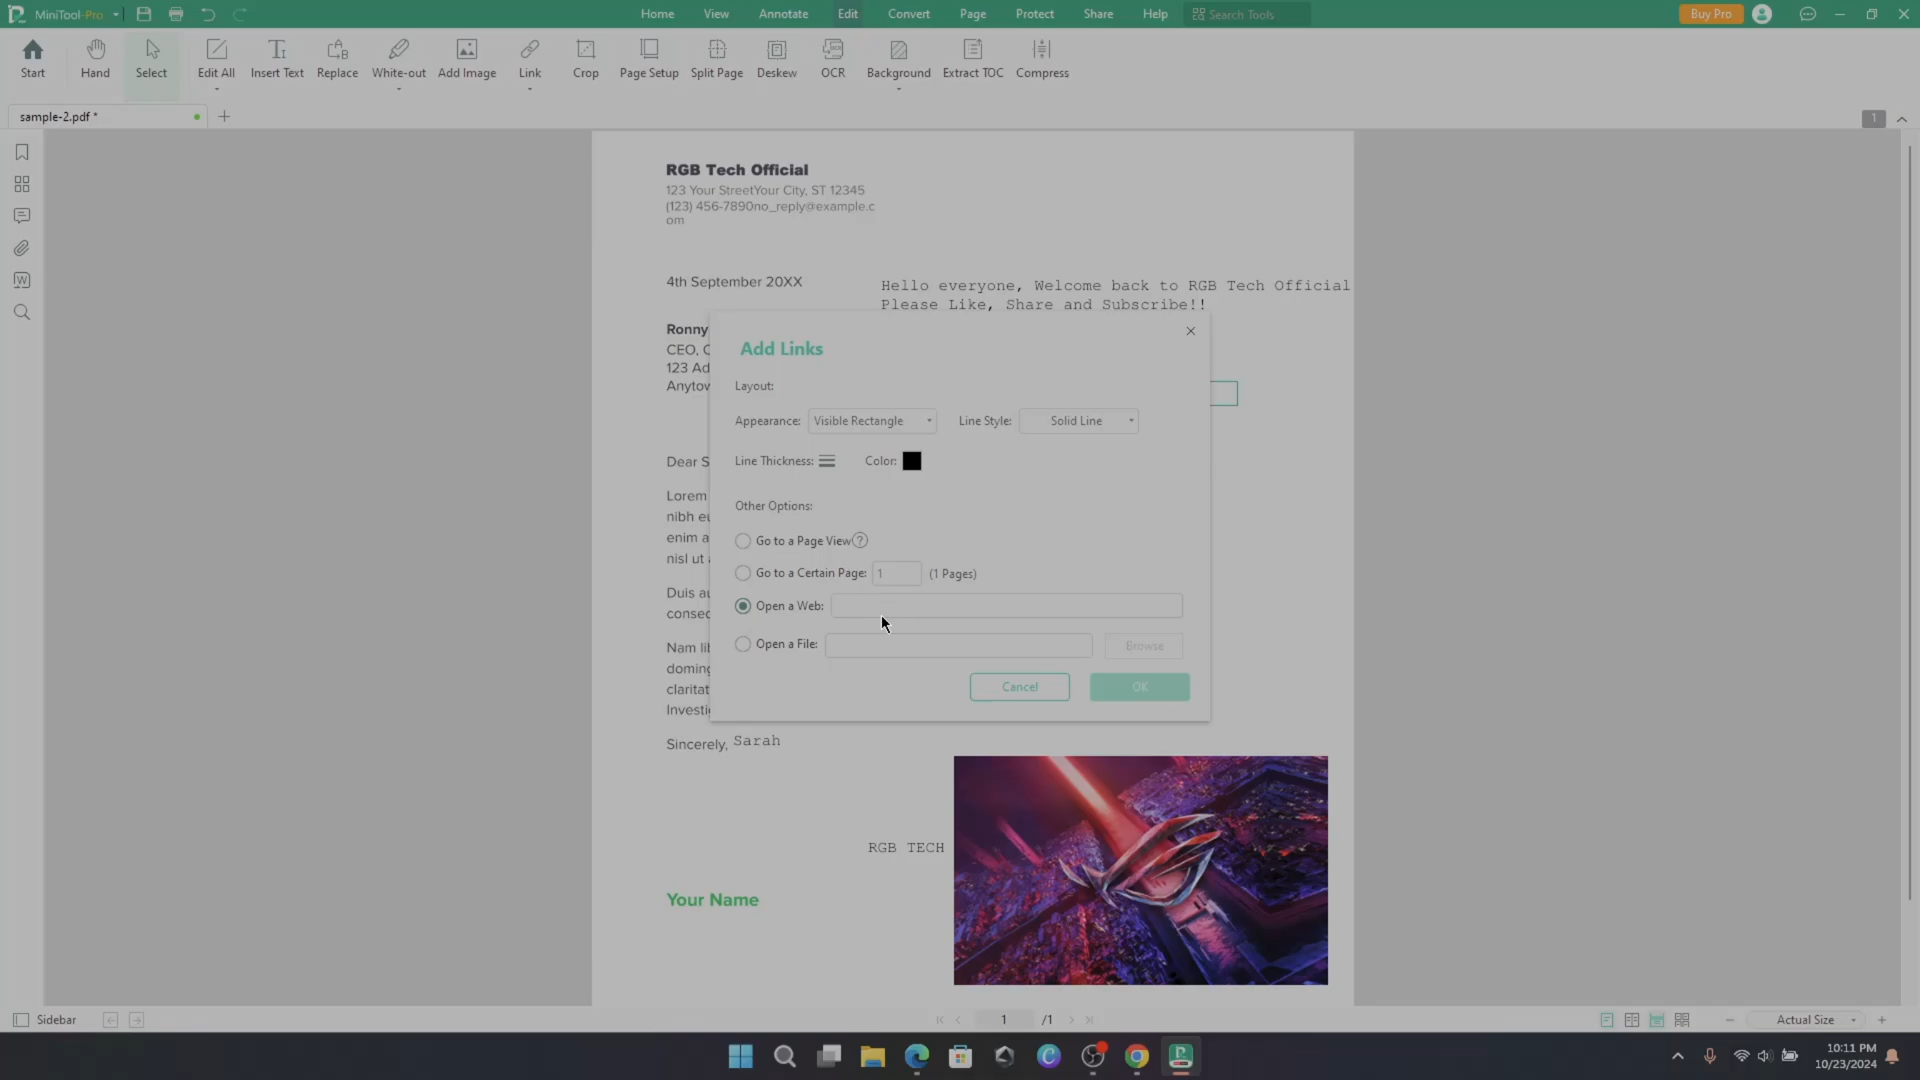 MiniTool-Pro
Home View Annotate Edit Convert Page Protect Share Help Search Tools
Buy Pro
Start Hand Select Edit All Insert Text Replace White-out Add Image Link Crop Page Setup Split Page Deskew OCR Background Extract TOC Compress
sample-2.pdf *
1
RGB Tech Official
123 Your StreetYour City, ST 12345
(123) 456-7890no_reply@example.c
om
4th September 20XX
Hello everyone, Welcome back to RGB Tech Official
Please Like, Share and Subscribe!!
Ronny
CEO, C
123 Ad
Anytov
Dear S
Lorem
nibh eu
enim a
nisl ut a
Duis au
consec
Nam lib
doming
claritat
Investig
Add Links
Layout:
Appearance: Visible Rectangle Line Style: Solid Line
Line Thickness: Color:
Other Options:
Go to a Page View ?
Go to a Certain Page: 1 (1 Pages)
Open a Web:
Open a File: Browse
Cancel OK
Sincerely, Sarah
RGB TECH
Your Name
Sidebar 1 /1 Actual Size
10:11 PM
10/23/2024